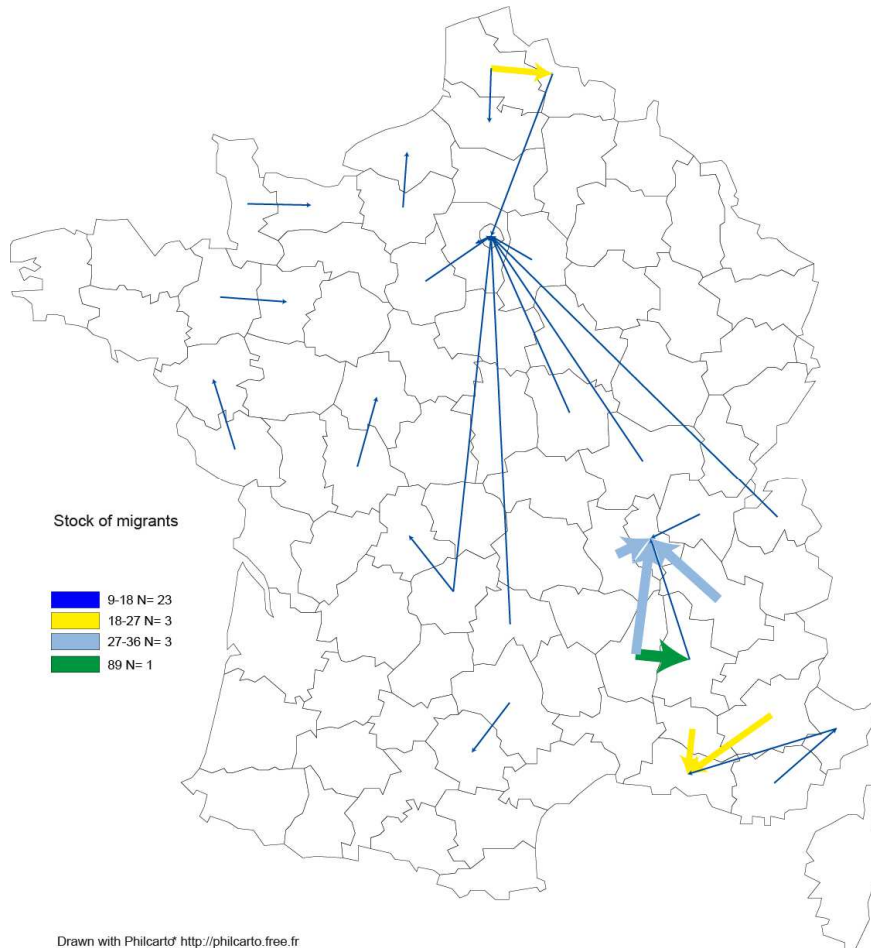 Stock of migrants
9-18 N= 23
18-27 N= 3
27-36 N= 3
89 N= 1
Drawn with Philcarto* http://philcarto.free.fr